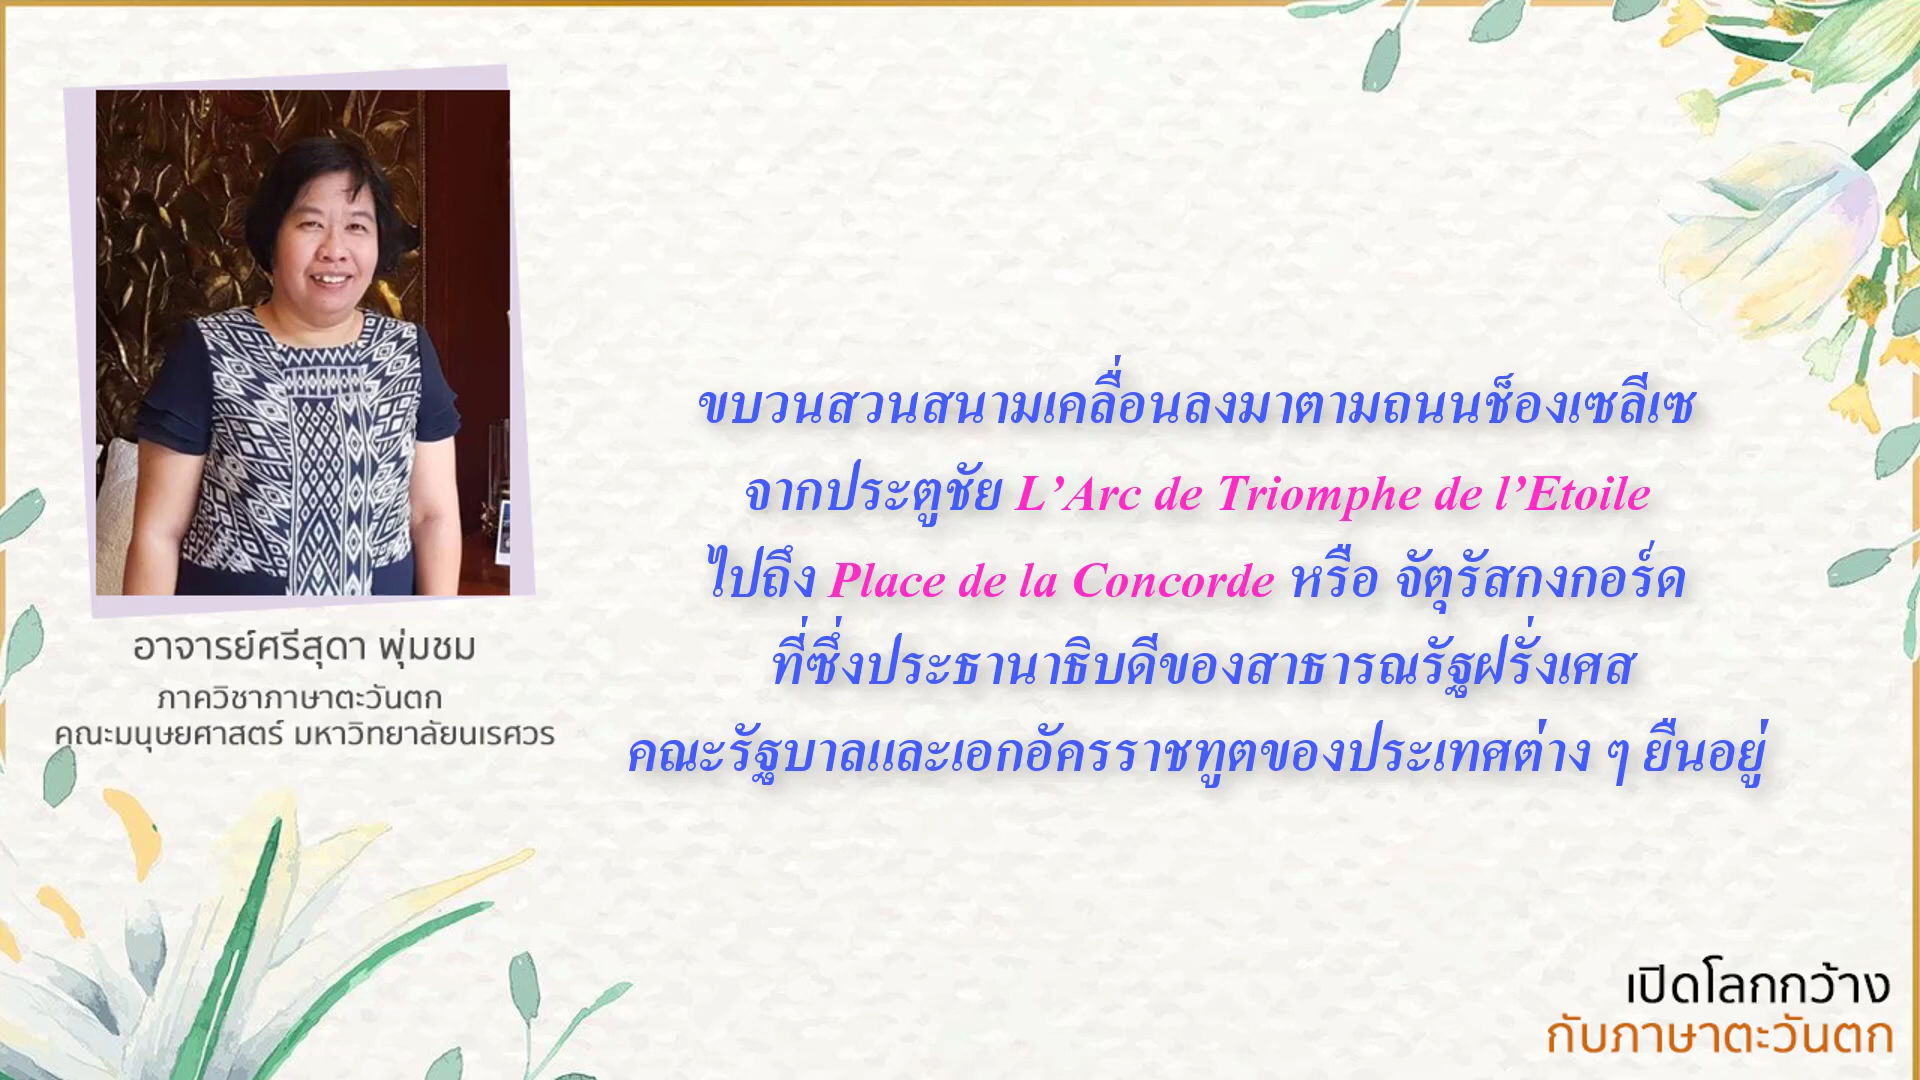 ขบวนสวนสนามเคลื่อนลงมาตามถนนช็องเซลีเซ
จากประตูชัย L’Arc de Triomphe de l’Etoile
ไปถึง Place de la Concorde หรือ จัตุรัสกงกอร์ด
ที่ซึ่งประธานาธิบดีของสาธารณรัฐฝรั่งเศส
คณะรัฐบาลและเอกอัครราชทูตของประเทศต่าง ๆ ยืนอยู่
อาจารย์ศรีสุดา พุ่มชม
ภาควิชาภาษาตะวันตก
คณะมนุษยศาสตร์ มหาวิทยาลัยนเรศวร
เปิดโลกกว้าง
กับภาษาตะวันตก